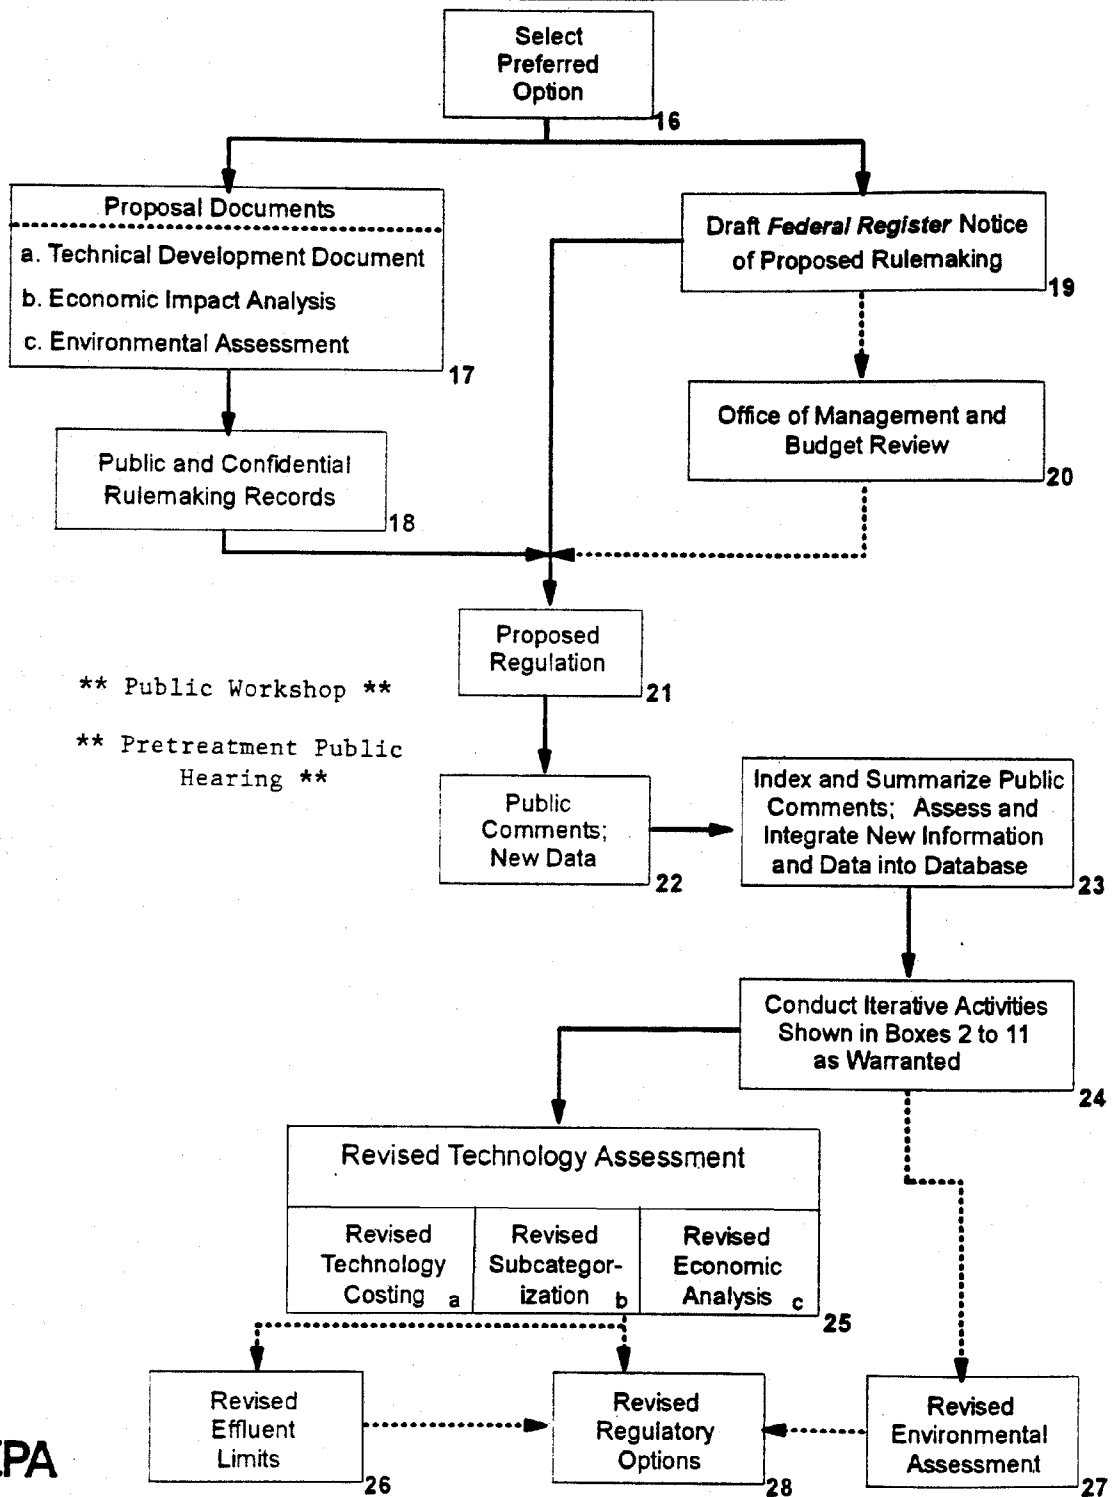 Select
Preferred
Option
16
Proposal Documents
a. Technical Development Document
b. Economic Impact Analysis
c. Environmental Assessment
17
Draft Federal Register Notice
of Proposed Rulemaking
19
Public and Confidential
Rulemaking Records
18
Office of Management and
Budget Review
20
Proposed
Regulation
21
** Public Workshop **
** Pretreatment Public
Hearing **
Public
Comments;
New Data
22
Index and Summarize Public
Comments; Assess and
Integrate New Information
and Data into Database
23
Conduct Iterative Activities
Shown in Boxes 2 to 11
as Warranted
24
Revised Technology Assessment
Revised
Technology
Costing a
Revised
Subcategor-
ization b
Revised
Economic
Analysis c
25
Revised
Effluent
Limits
26
Revised
Regulatory
Options
28
Revised
Environmental
Assessment
27
EPA